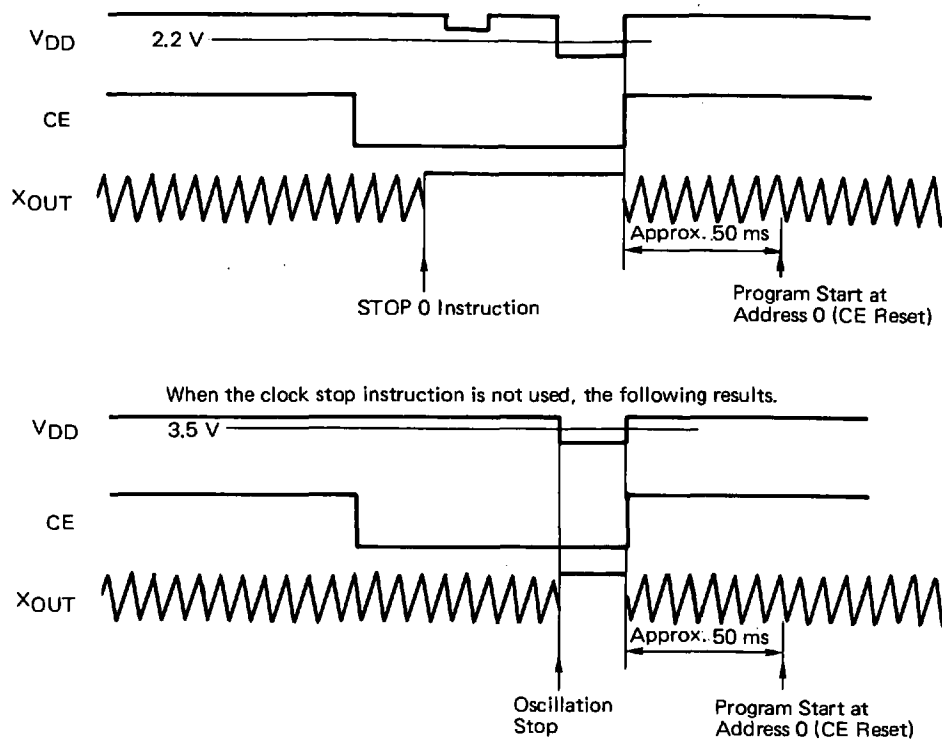 VDD
2.2 V
CE
XOUT
Approx. 50 ms
STOP 0 Instruction
Program Start at
Address 0 (CE Reset)
When the clock stop instruction is not used, the following results.
VDD
3.5 V
CE
XOUT
Approx. 50 ms
Oscillation
Stop
Program Start at
Address 0 (CE Reset)